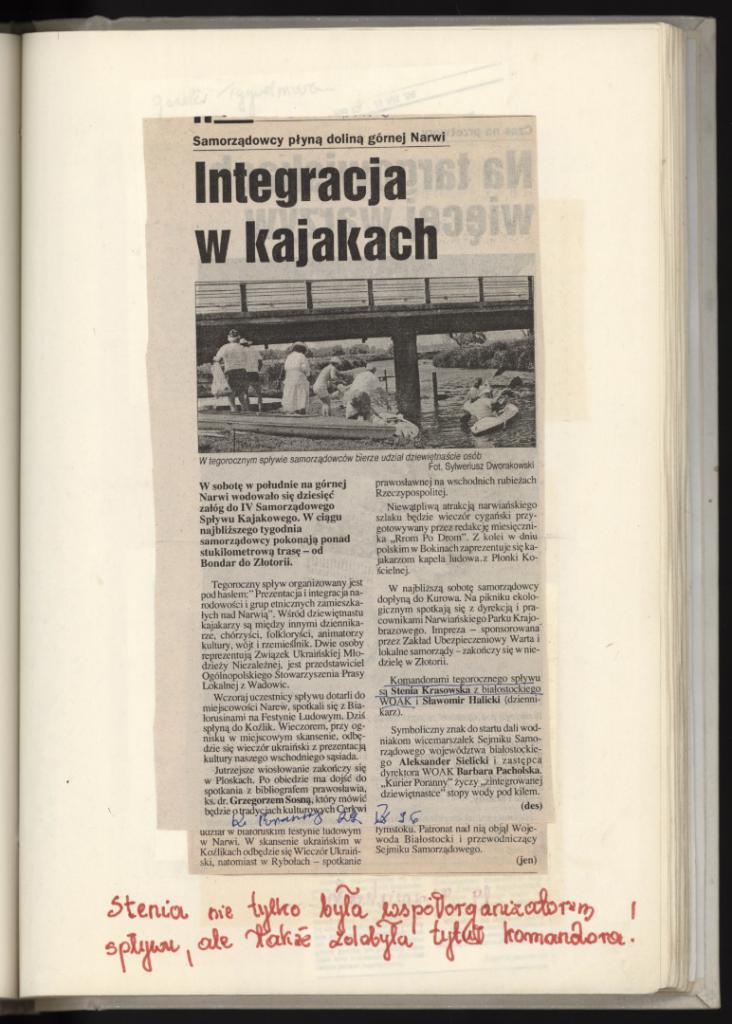 Samorządowcy płyną doliną górnej Narwi
Integracja
w kajakach
W tegorocznym spływie samorządowców bierze udział dziewiętnaście osób
Fot. Sylweriusz Dworakowski
W sobotę w południe na górnej
Narwi wodowało się dziesięć
załóg do IV Samorządowego
Spływu Kajakowego. W ciągu
najbliższego tygodnia
samorządowcy pokonają ponad
stukilometrową trasę – od
Bondar do Złotorii.
Tegoroczny spływ organizowany jest
pod hasłem:" Prezentacja i integracja na-
rodowości i grup etnicznych zamieszka-
łych nad Narwią". Wśród dziewiętnastu
kajakarzy są między innymi dziennika-
rze, chórzyści, folkloryści, animatorzy
kultury, wójt i rzemieślnik. Dwie osoby
reprezentują Związek Ukraińskiej Mło-
dzieży Niezależnej, jest przedstawiciel
Ogólnopolskiego Stowarzyszenia Prasy
Lokalnej z Wadowic.
Wczoraj uczestnicy spływu dotarli do
miejscowości Narew, spotkali się z Bia-
łorusinami na Festynie Ludowym. Dziś
spłyną do Koźlik. Wieczorem, przy og-
nisku w miejscowym skansenie, odbę-
dzie się wieczór ukraiński z prezentacją
kultury naszego wschodniego sąsiada.
Jutrzejsze wiosłowanie zakończy się
w Ploskach. Po obiedzie ma dojść do
spotkania z bibliografem prawosławia,
ks. dr. Grzegorzem Sosną, który mówić
będzie o tradycjach kulturowych Cerkwi
prawosławnej na wschodnich rubieżach
Rzeczypospolitej.
Niewątpliwą atrakcją narwiańskiego
szlaku będzie wieczór cygański przy-
gotowywany przez redakcję miesięczni-
ka „Rrom Po Drom". Z kolei w dniu
polskim w Bokinach zaprezentuje się ka-
jakarzom kapela ludowa z Płonki Ko-
ścielnej.
W najbliższą sobotę samorządowcy
dopłyną do Kurowa. Na pikniku ekolo-
gicznym spotkają się z dyrekcją i pra-
cownikami Narwiańskiego Parku Krajo-
brazowego. Impreza – sponsorowana
przez Zakład Ubezpieczeniowy Warta i
lokalne samorządy – zakończy się w nie-
dzielę w Złotorii.
Komandorami tegorocznego spływu
są Stenia Krasowska z białostockiego
WOAK i Sławomir Halicki (dzienni-
karz).
Symboliczny znak do startu dali wod-
niakom wicemarszałek Sejmiku Samo-
rządowego województwa białostockie-
go Aleksander Sielicki i zastępca
dyrektora WOAK Barbara Pacholska.
„Kurier Poranny" życzy „zintegrowanej
dziewiętnastce" stopy wody pod kilem.
(des)
udział w białoruskim festynie ludowym
w Narwi. W skansenie ukraińskim w
Koźlikach odbędzie się Wieczór Ukraiń-
ski, natomiast w Rybołach – spotkanie
rymstoku. Patronat nad nią objął Woje-
woda Białostocki i przewodniczący
Sejmiku Samorządowego.
(jen)
Stenia nie tylko była współorganizatorem
spływu, ale także zdobyła tytuł komandora.